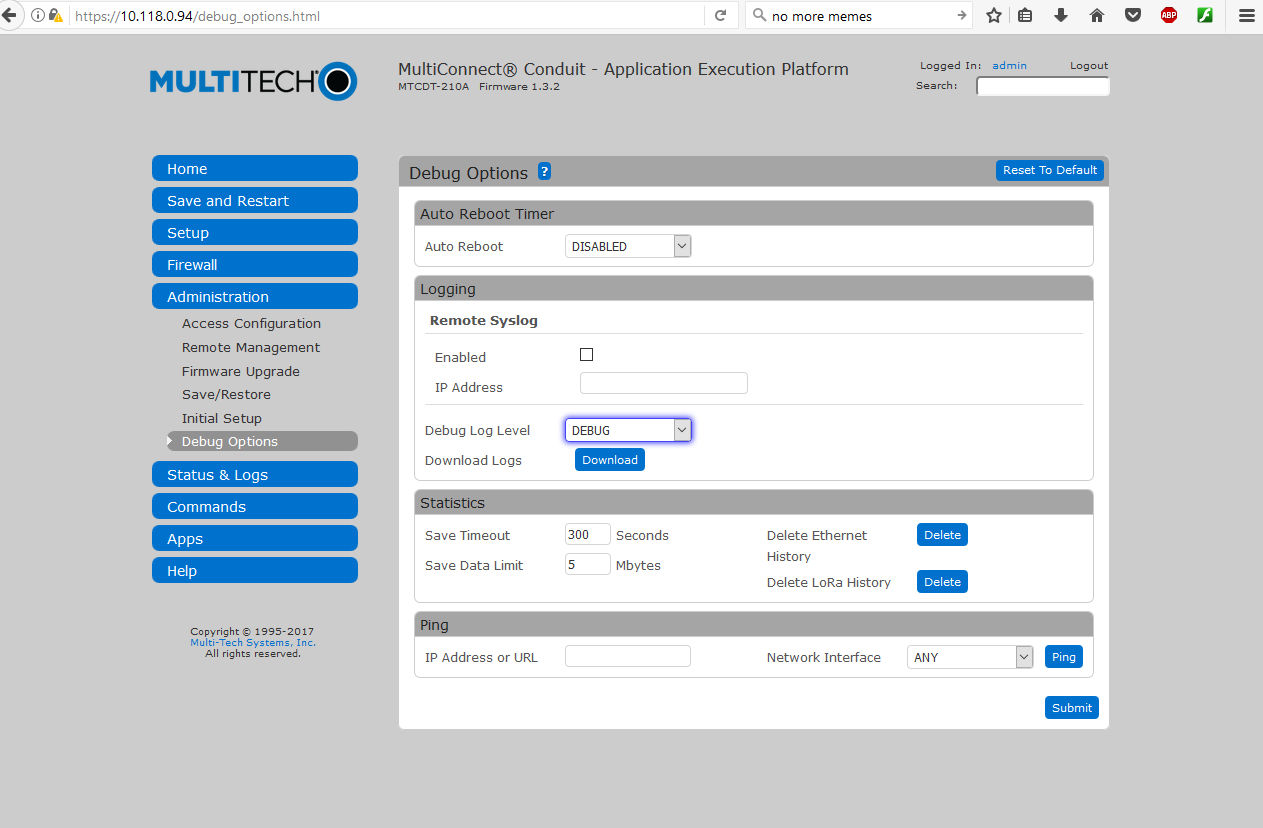 https://10.118.0.94/debug_options.html
no more memes
ABP
MULTITECH®
MultiConnect® Conduit - Application Execution Platform
MTCDT-210A Firmware 1.3.2
Logged In: admin Logout
Search:
Home
Save and Restart
Setup
Firewall
Administration
Access Configuration
Remote Management
Firmware Upgrade
Save/Restore
Initial Setup
Debug Options
Status & Logs
Commands
Apps
Help
Copyright © 1995-2017
Multi-Tech Systems, Inc.
All rights reserved.
Debug Options ? Reset To Default
Auto Reboot Timer
Auto Reboot DISABLED
Logging
Remote Syslog
Enabled
IP Address
Debug Log Level DEBUG
Download Logs Download
Statistics
Save Timeout 300 Seconds
Save Data Limit 5 Mbytes
Delete Ethernet
History Delete
Delete LoRa History Delete
Ping
IP Address or URL
Network Interface ANY Ping
Submit